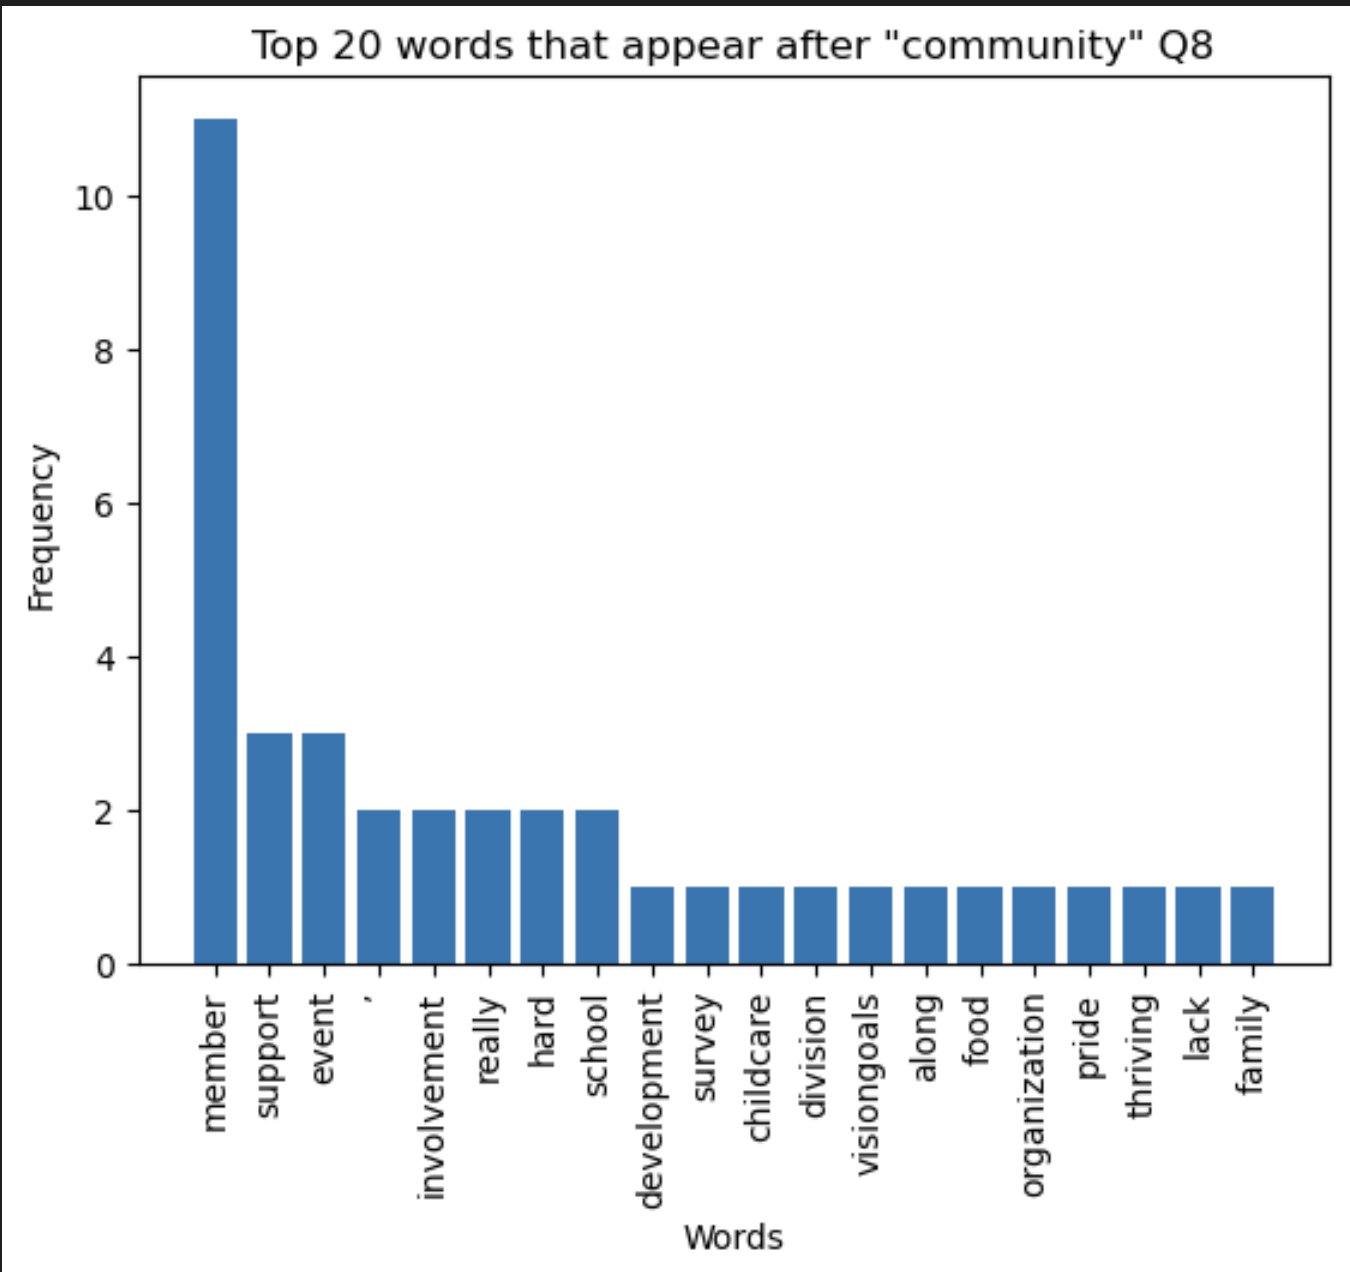 Top 20 words that appear after "community" Q8
Frequency
10
8
6
4
2
0
member
support
event
’
involvement
really
hard
school
development
survey
childcare
division
visiongoals
along
food
organization
pride
thriving
lack
family
Words